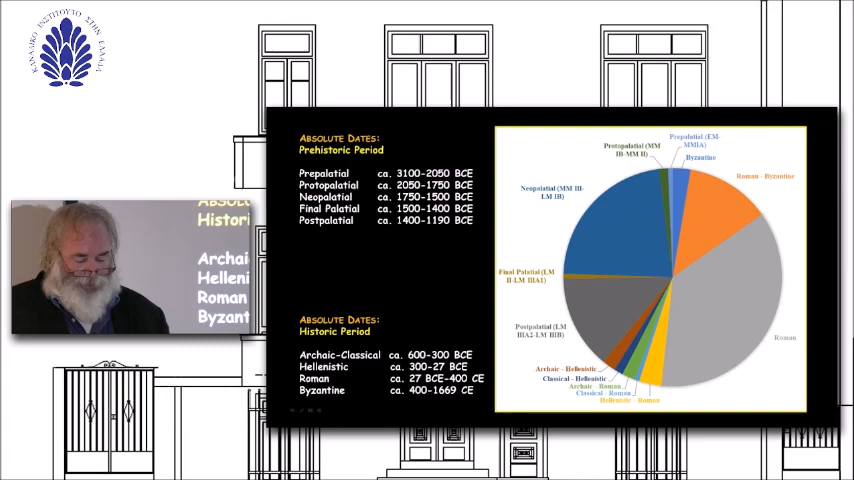 ΚΑΝΑΔΙΚΟ ΙΝΣΤΙΤΟΥΤΟ ΣΤΗΝ ΕΛΛΑΔΑ
ABSOLUTE DATES:
Prehistoric Period
Prepalatial ca. 3100-2050 BCE
Protopalatial ca. 2050-1750 BCE
Neopalatial ca. 1750-1500 BCE
Final Palatial ca. 1500-1400 BCE
Postpalatial ca. 1400-1190 BCE
ABSOLUTE DATES:
Historic Period
Archaic-Classical ca. 600-300 BCE
Hellenistic ca. 300-27 BCE
Roman ca. 27 BCE-400 CE
Byzantine ca. 400-1669 CE
Prepalatial (EM-
MMIA)
Protopalatial (MM
IB-MM II)
Byzantine
Roman - Byzantine
Neopalatial (MM III-
LM IB)
Final Palatial (LM
II-LM IIIA1)
Postpalatial (LM
IIIA2-LM IIIB)
Roman
Archaic - Hellenistic
Classical - Hellenistic
Archaic - Roman
Classical - Roman
Hellenistic - Roman
ABSOLU
Histori
Archai
Helleni
Roman
Byzant